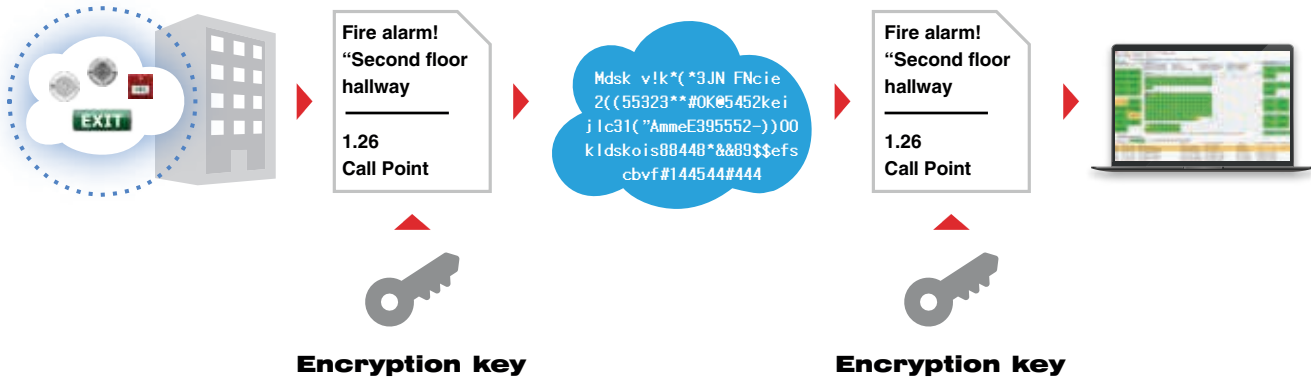 EXIT
Fire alarm!
“Second floor
hallway
1.26
Call Point
Mdsk v!k*(*3JN FNcie
2((55323**#OK@5452kei
jlc31(”AmmeE395552-))OO
kldskois88448*&&89$$efs
cbvf#144544#444
Fire alarm!
“Second floor
hallway
1.26
Call Point
Encryption key
Encryption key